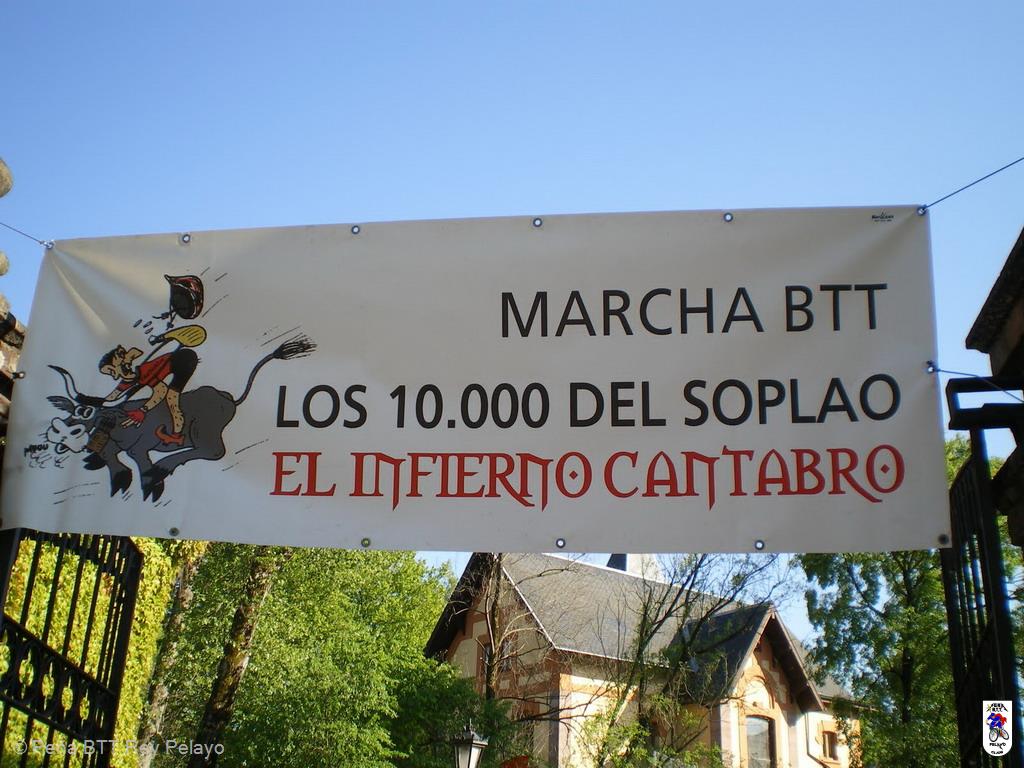 MARCHA BTT
LOS 10.000 DEL SOPLAO
EL INFIERNO CANTABRO
© Peña BTT Rey Pelayo